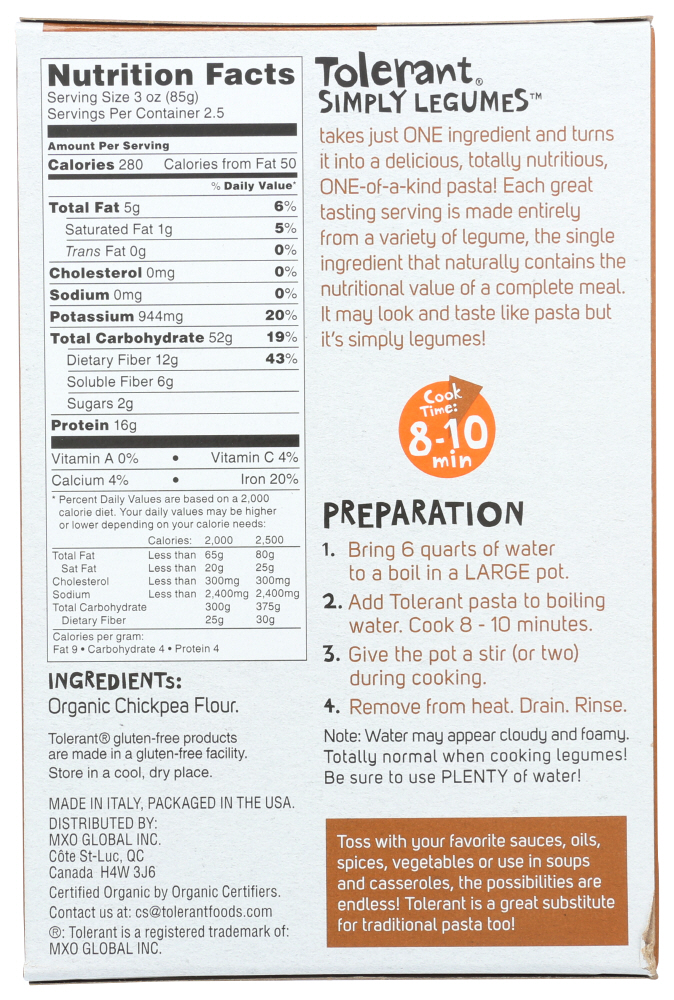 Nutrition Facts
Serving Size 3 oz (85g)
Servings Per Container 2.5
Amount Per Serving
Calories 280 Calories from Fat 50
% Daily Value*
Total Fat 5g 6%
Saturated Fat 1g 5%
Trans Fat 0g 0%
Cholesterol 0mg 0%
Sodium 0mg 0%
Potassium 944mg 20%
Total Carbohydrate 52g 19%
Dietary Fiber 12g 43%
Soluble Fiber 6g
Sugars 2g
Protein 16g
Vitamin A 0% • Vitamin C 4%
Calcium 4% • Iron 20%
* Percent Daily Values are based on a 2,000
calorie diet. Your daily values may be higher
or lower depending on your calorie needs:
Calories: 2,000 2,500
Total Fat Less than 65g 80g
Sat Fat Less than 20g 25g
Cholesterol Less than 300mg 300mg
Sodium Less than 2,400mg 2,400mg
Total Carbohydrate 300g 375g
Dietary Fiber 25g 30g
Calories per gram:
Fat 9 • Carbohydrate 4 • Protein 4
INGREDIENTS:
Organic Chickpea Flour.
Tolerant® gluten-free products
are made in a gluten-free facility.
Store in a cool, dry place.
MADE IN ITALY, PACKAGED IN THE USA.
DISTRIBUTED BY:
MXO GLOBAL INC.
Côte St-Luc, QC
Canada H4W 3J6
Certified Organic by Organic Certifiers.
Contact us at: cs@tolerantfoods.com
®: Tolerant is a registered trademark of:
MXO GLOBAL INC.
Tolerant®
SIMPLY LEGUMES™
takes just ONE ingredient and turns
it into a delicious, totally nutritious,
ONE-of-a-kind pasta! Each great
tasting serving is made entirely
from a variety of legume, the single
ingredient that naturally contains the
nutritional value of a complete meal.
It may look and taste like pasta but
it's simply legumes!
Cook
Time:
8-10
min
PREPARATION
1. Bring 6 quarts of water
to a boil in a LARGE pot.
2. Add Tolerant pasta to boiling
water. Cook 8 - 10 minutes.
3. Give the pot a stir (or two)
during cooking.
4. Remove from heat. Drain. Rinse.
Note: Water may appear cloudy and foamy.
Totally normal when cooking legumes!
Be sure to use PLENTY of water!
Toss with your favorite sauces, oils,
spices, vegetables or use in soups
and casseroles, the possibilities are
endless! Tolerant is a great substitute
for traditional pasta too!